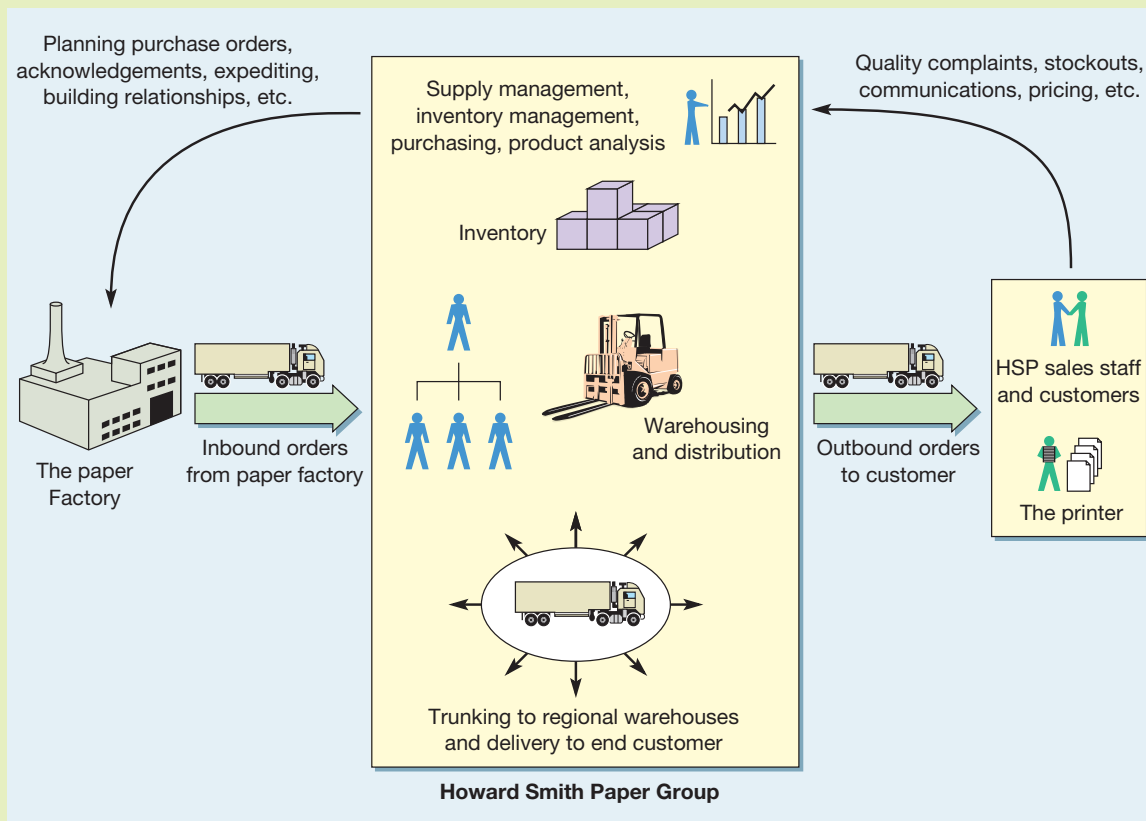 Planning purchase orders,
acknowledgements, expediting,
building relationships, etc.
Supply management,
inventory management,
purchasing, product analysis
Quality complaints, stockouts,
communications, pricing, etc.
Inventory
The paper
Factory
Inbound orders
from paper factory
Warehousing
and distribution
Outbound orders
to customer
HSP sales staff
and customers
The printer
Trunking to regional warehouses
and delivery to end customer
Howard Smith Paper Group